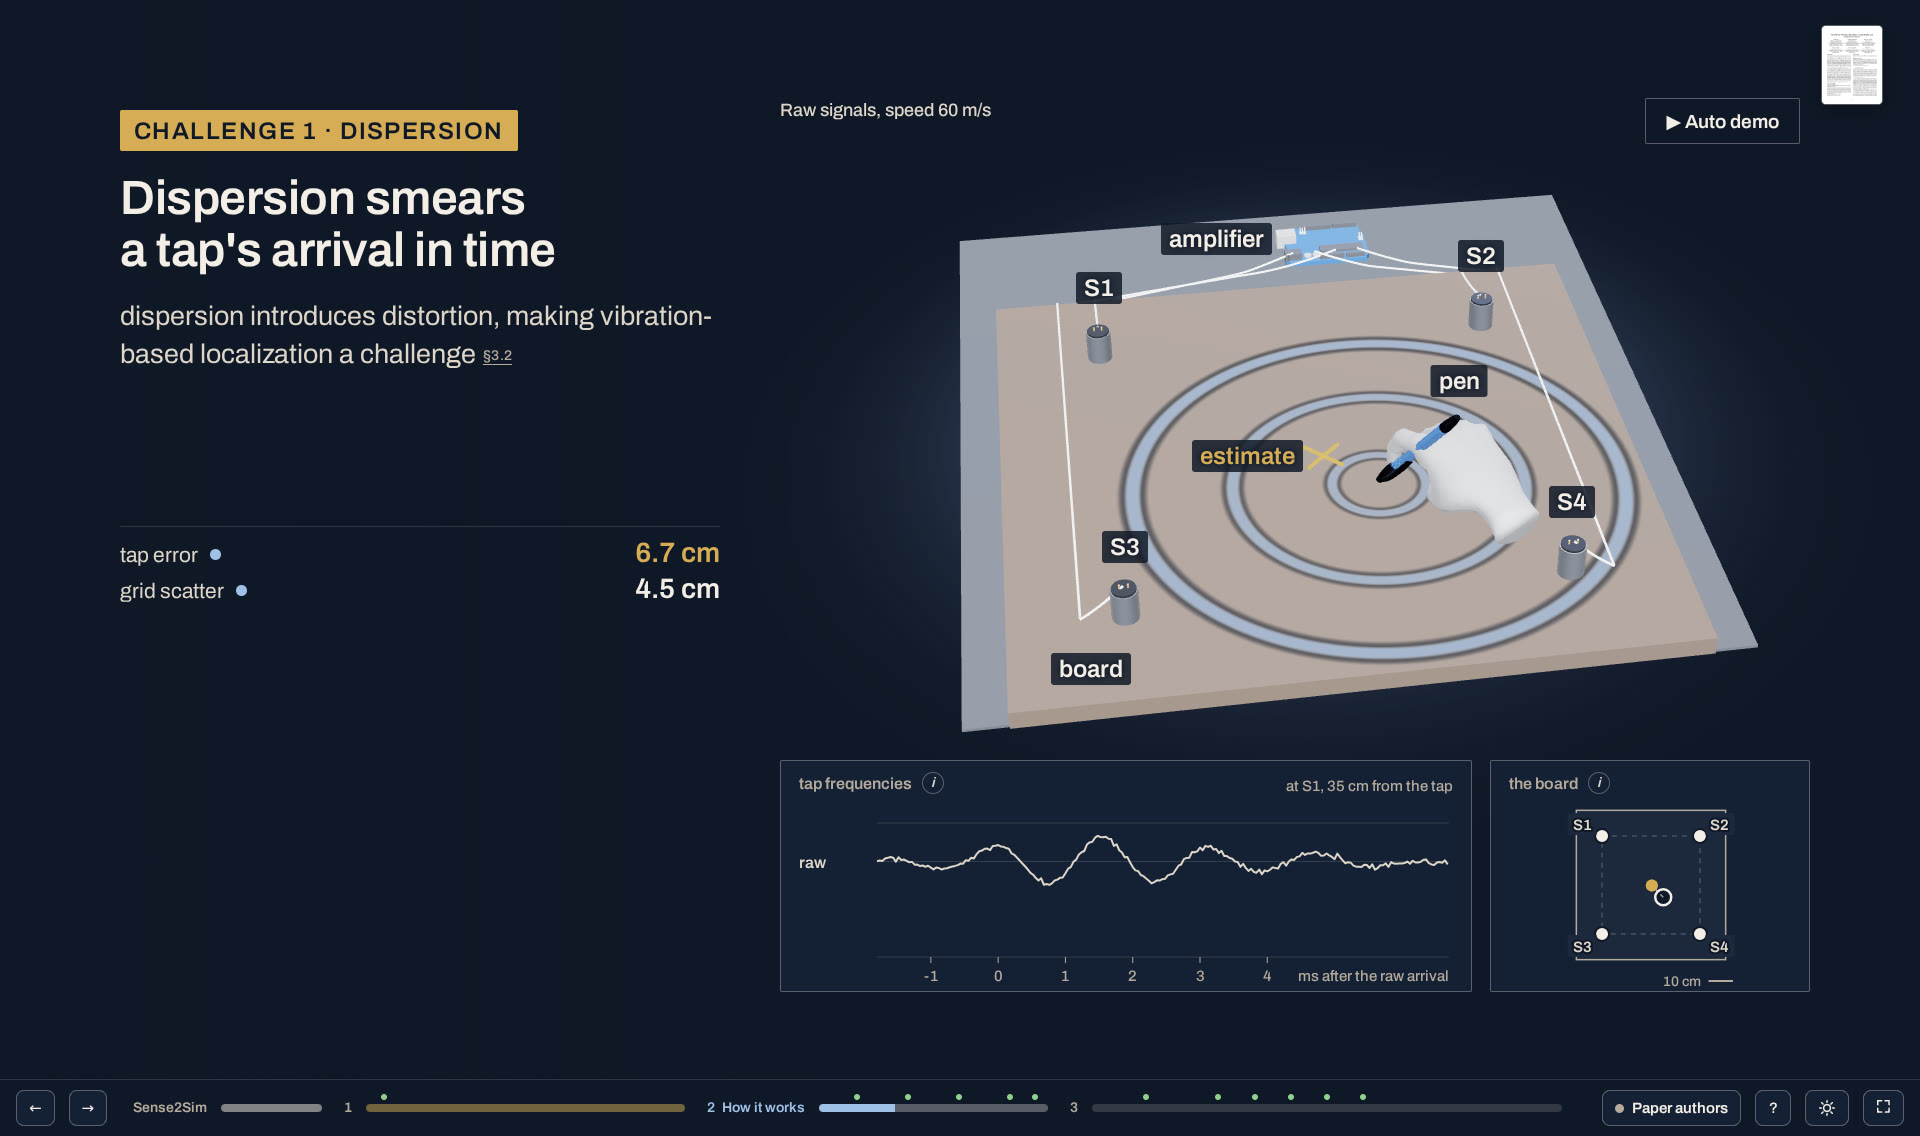 CHALLENGE 1 · DISPERSION
Dispersion smears
a tap's arrival in time
dispersion introduces distortion, making vibration-
based localization a challenge §3.2
tap error
6.7 cm
grid scatter
4.5 cm
Raw signals, speed 60 m/s
▶ Auto demo
amplifier
S1
S2
pen
estimate
S4
S3
board
tap frequencies i
at S1, 35 cm from the tap
raw
-1 0 1 2 3 4 ms after the raw arrival
the board i
S1
S2
S3
S4
10 cm
← → Sense2Sim 1 2 How it works 3 Paper authors ?